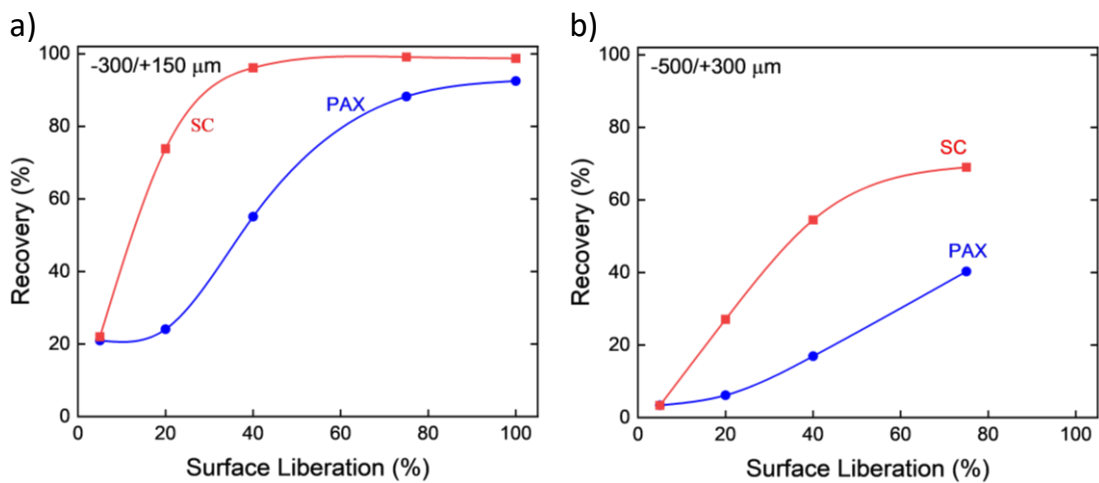 a)
-300/+150 μm
SC
PAX
Recovery (%)
100
80
60
40
20
0
0 20 40 60 80 100
Surface Liberation (%)
b)
-500/+300 μm
SC
PAX
Recovery (%)
100
80
60
40
20
0
0 20 40 60 80 100
Surface Liberation (%)